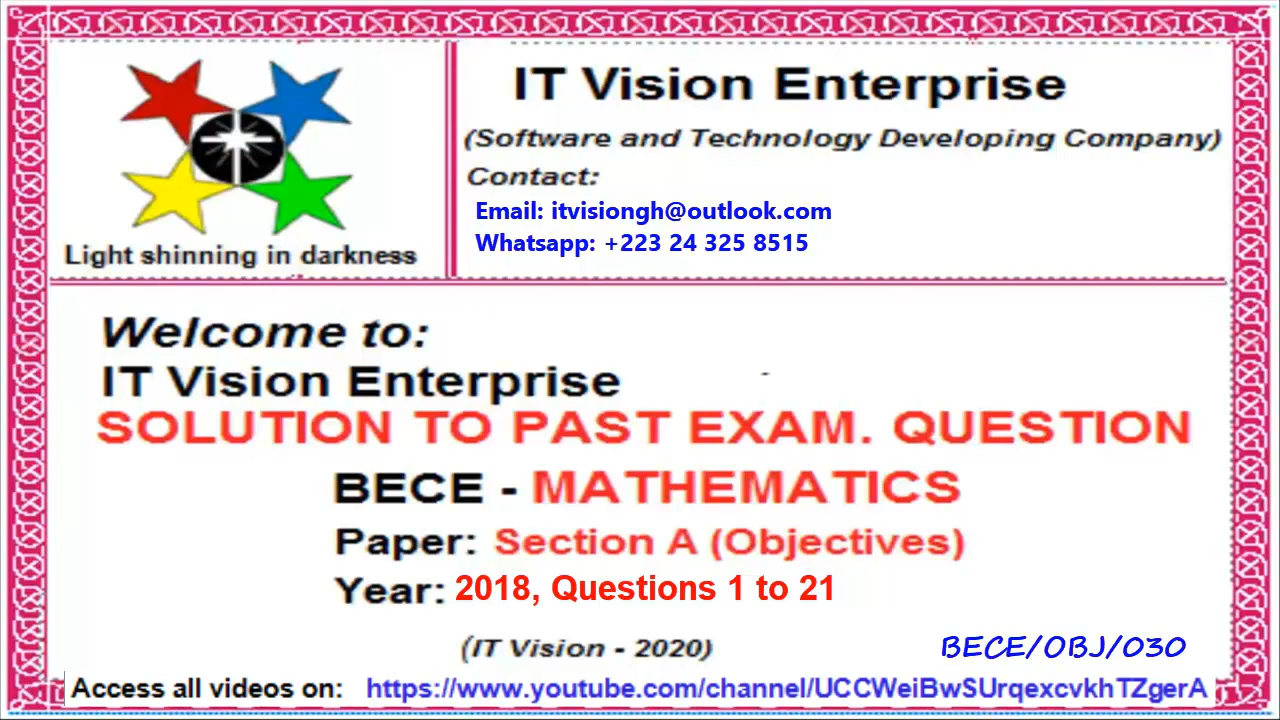 IT Vision Enterprise
(Software and Technology Developing Company)
Contact:
Email: itvisiongh@outlook.com
Whatsapp: +223 24 325 8515
Light shinning in darkness
Welcome to:
IT Vision Enterprise
SOLUTION TO PAST EXAM. QUESTION
BECE - MATHEMATICS
Paper: Section A (Objectives)
Year: 2018, Questions 1 to 21
(IT Vision - 2020)
BECE/OBJ/030
Access all videos on: https://www.youtube.com/channel/UCCWeiBwSUrqexcvkhTZgerA